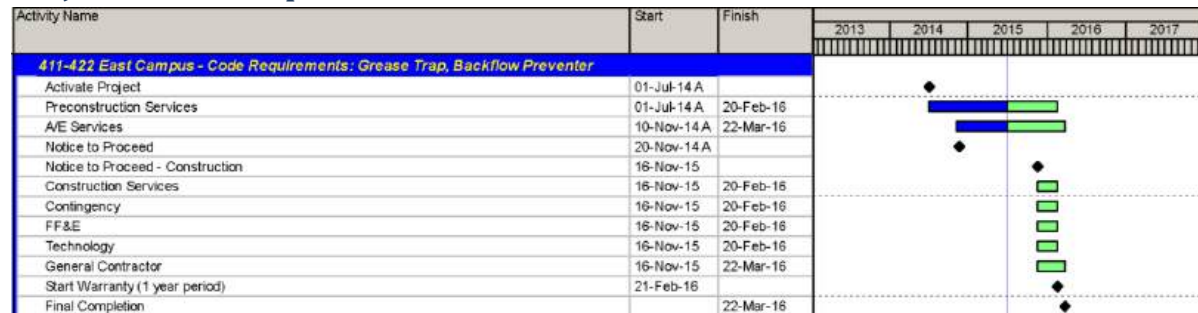 Activity Name Start Finish
2013 2014 2015 2016 2017
411-422 East Campus - Code Requirements: Grease Trap, Backflow Preventer
Activate Project 01-Jul-14 A
Preconstruction Services 01-Jul-14 A 20-Feb-16
A/E Services 10-Nov-14 A 22-Mar-16
Notice to Proceed 20-Nov-14 A
Notice to Proceed - Construction 16-Nov-15
Construction Services 16-Nov-15 20-Feb-16
Contingency 16-Nov-15 20-Feb-16
FF&E 16-Nov-15 20-Feb-16
Technology 16-Nov-15 20-Feb-16
General Contractor 16-Nov-15 22-Mar-16
Start Warranty (1 year period) 21-Feb-16
Final Completion 22-Mar-16